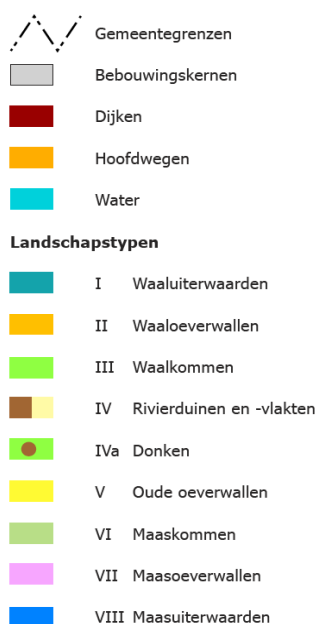 Gemeentegrenzen
Bebouwingskernen
Dijken
Hoofdwegen
Water
Landschapstypen
I Waaluiterwaarden
II Waaloeverwallen
III Waalkommen
IV Rivierduinen en -vlakten
IVa Donken
V Oude oeverwallen
VI Maaskommen
VII Maasoeverwallen
VIII Maasuiterwaarden